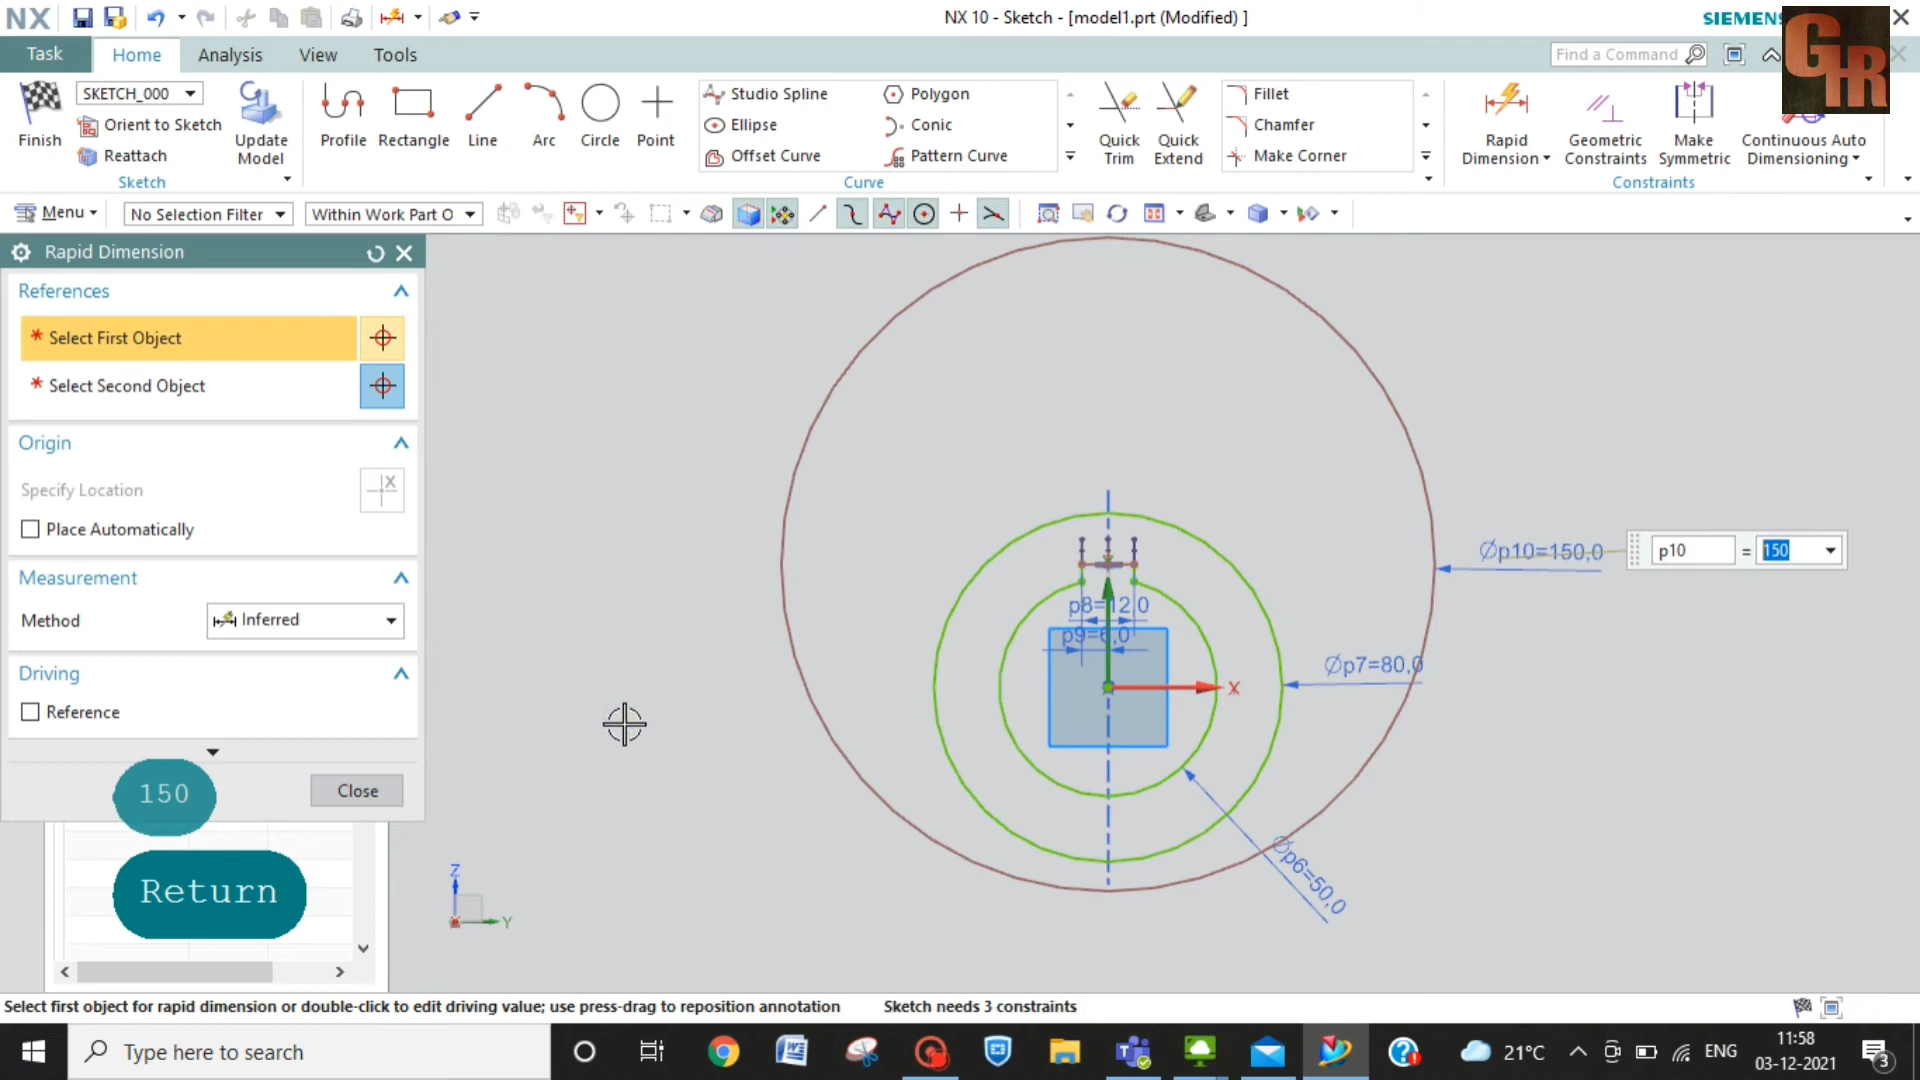 NX
NX 10 - Sketch - [model1.prt (Modified) ]
SIEMENS
GHR
Task Home Analysis View Tools
Find a Command
SKETCH_000
Orient to Sketch
Reattach
Finish
Update Model
Sketch
Profile Rectangle Line Arc Circle Point
Studio Spline
Polygon
Ellipse
Conic
Offset Curve
Pattern Curve
Curve
Quick Trim
Quick Extend
Fillet
Chamfer
Make Corner
Rapid Dimension
Geometric Constraints
Make Symmetric
Continuous Auto Dimensioning
Constraints
Menu
No Selection Filter
Within Work Part O
Rapid Dimension
References
* Select First Object
* Select Second Object
Origin
Specify Location
Place Automatically
Measurement
Method
Inferred
Driving
Reference
Close
150
Return
Øp10=150,0
p10 = 150
p8=12,0
p9=6,0
Øp7=80,0
X
Øp6=50,0
Z
Y
Select first object for rapid dimension or double-click to edit driving value; use press-drag to reposition annotation
Sketch needs 3 constraints
Type here to search
21°C
ENG
11:58
03-12-2021
3